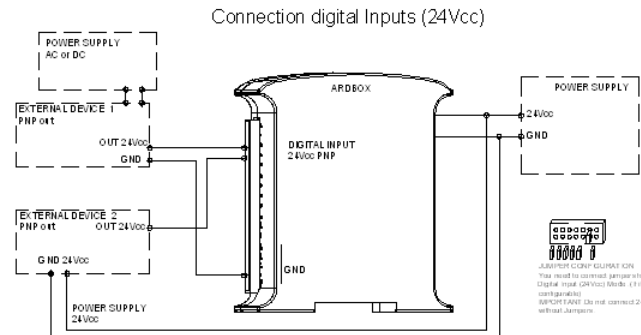 Connection digital Inputs (24Vcc)
POWER SUPPLY
AC or DC
EXTERNAL DEVICE 1
PNP out
OUT 24Vcc
GND
EXTERNAL DEVICE 2
PNP out
OUT 24Vcc
GND 24Vcc
POWER SUPPLY
24Vcc
ARDBOX
DIGITAL INPUT
24Vcc PNP
GND
POWER SUPPLY
24Vcc
GND
JUMPER CONFIGURATION
You need to connect jumpers
Digital input (24Vcc) Mode.
configurable)
IMPORTANT Do not connect
without Jumpers